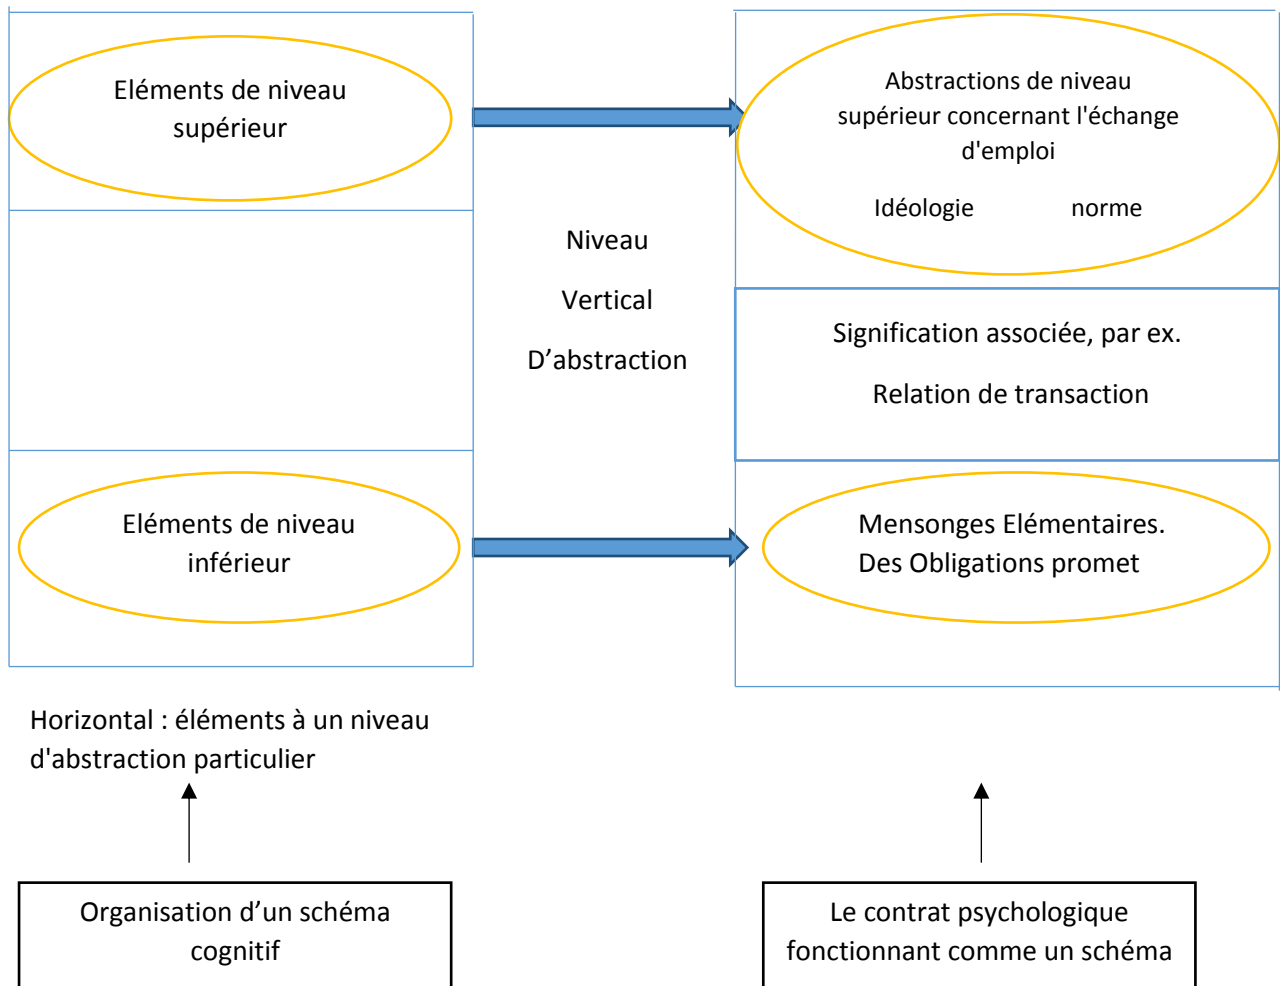 Eléments de niveau
supérieur
Abstractions de niveau
supérieur concernant l'échange
d'emploi
Idéologie norme
Niveau
Vertical
D’abstraction
Signification associée, par ex.
Relation de transaction
Eléments de niveau
inférieur
Mensonges Elémentaires.
Des Obligations promet
Horizontal : éléments à un niveau
d'abstraction particulier
Organisation d’un schéma
cognitif
Le contrat psychologique
fonctionnant comme un schéma